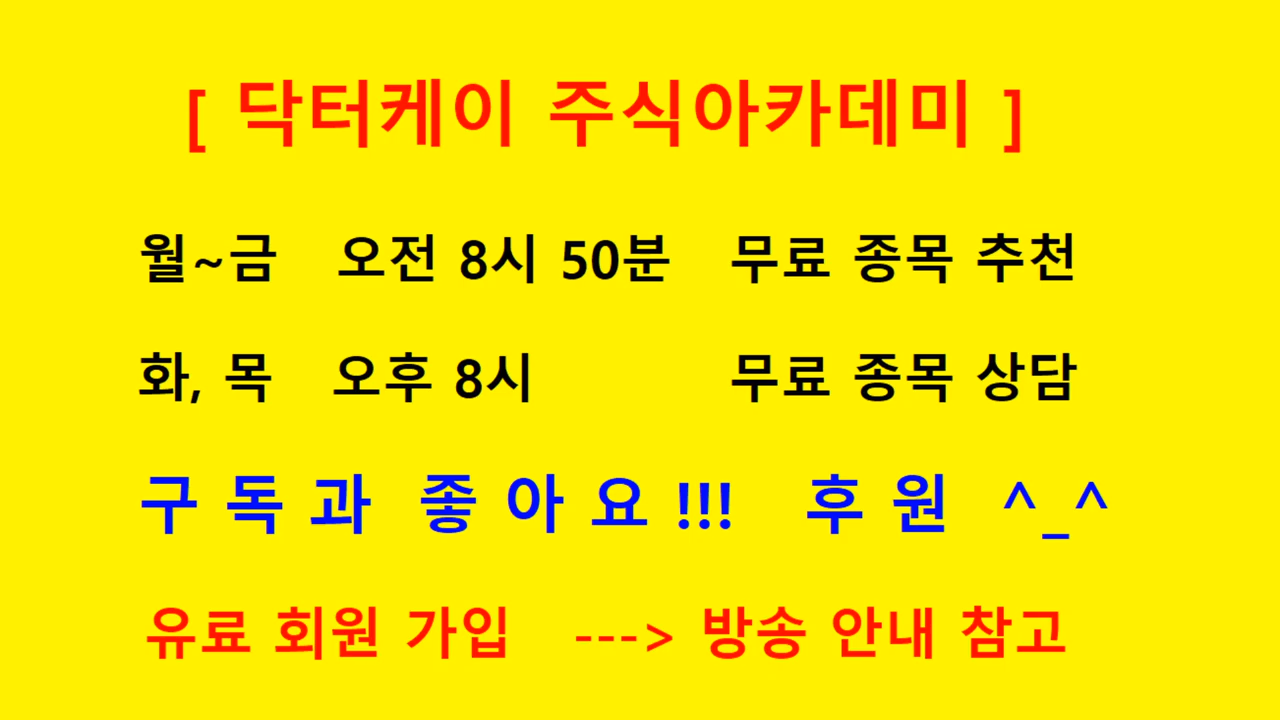 [ 닥터케이 주식아카데미 ]
월~금 오전 8시 50분 무료 종목 추천
화, 목 오후 8시 무료 종목 상담
구 독 과 좋 아 요 !!! 후 원 ^_^
유료 회원 가입 ---> 방송 안내 참고